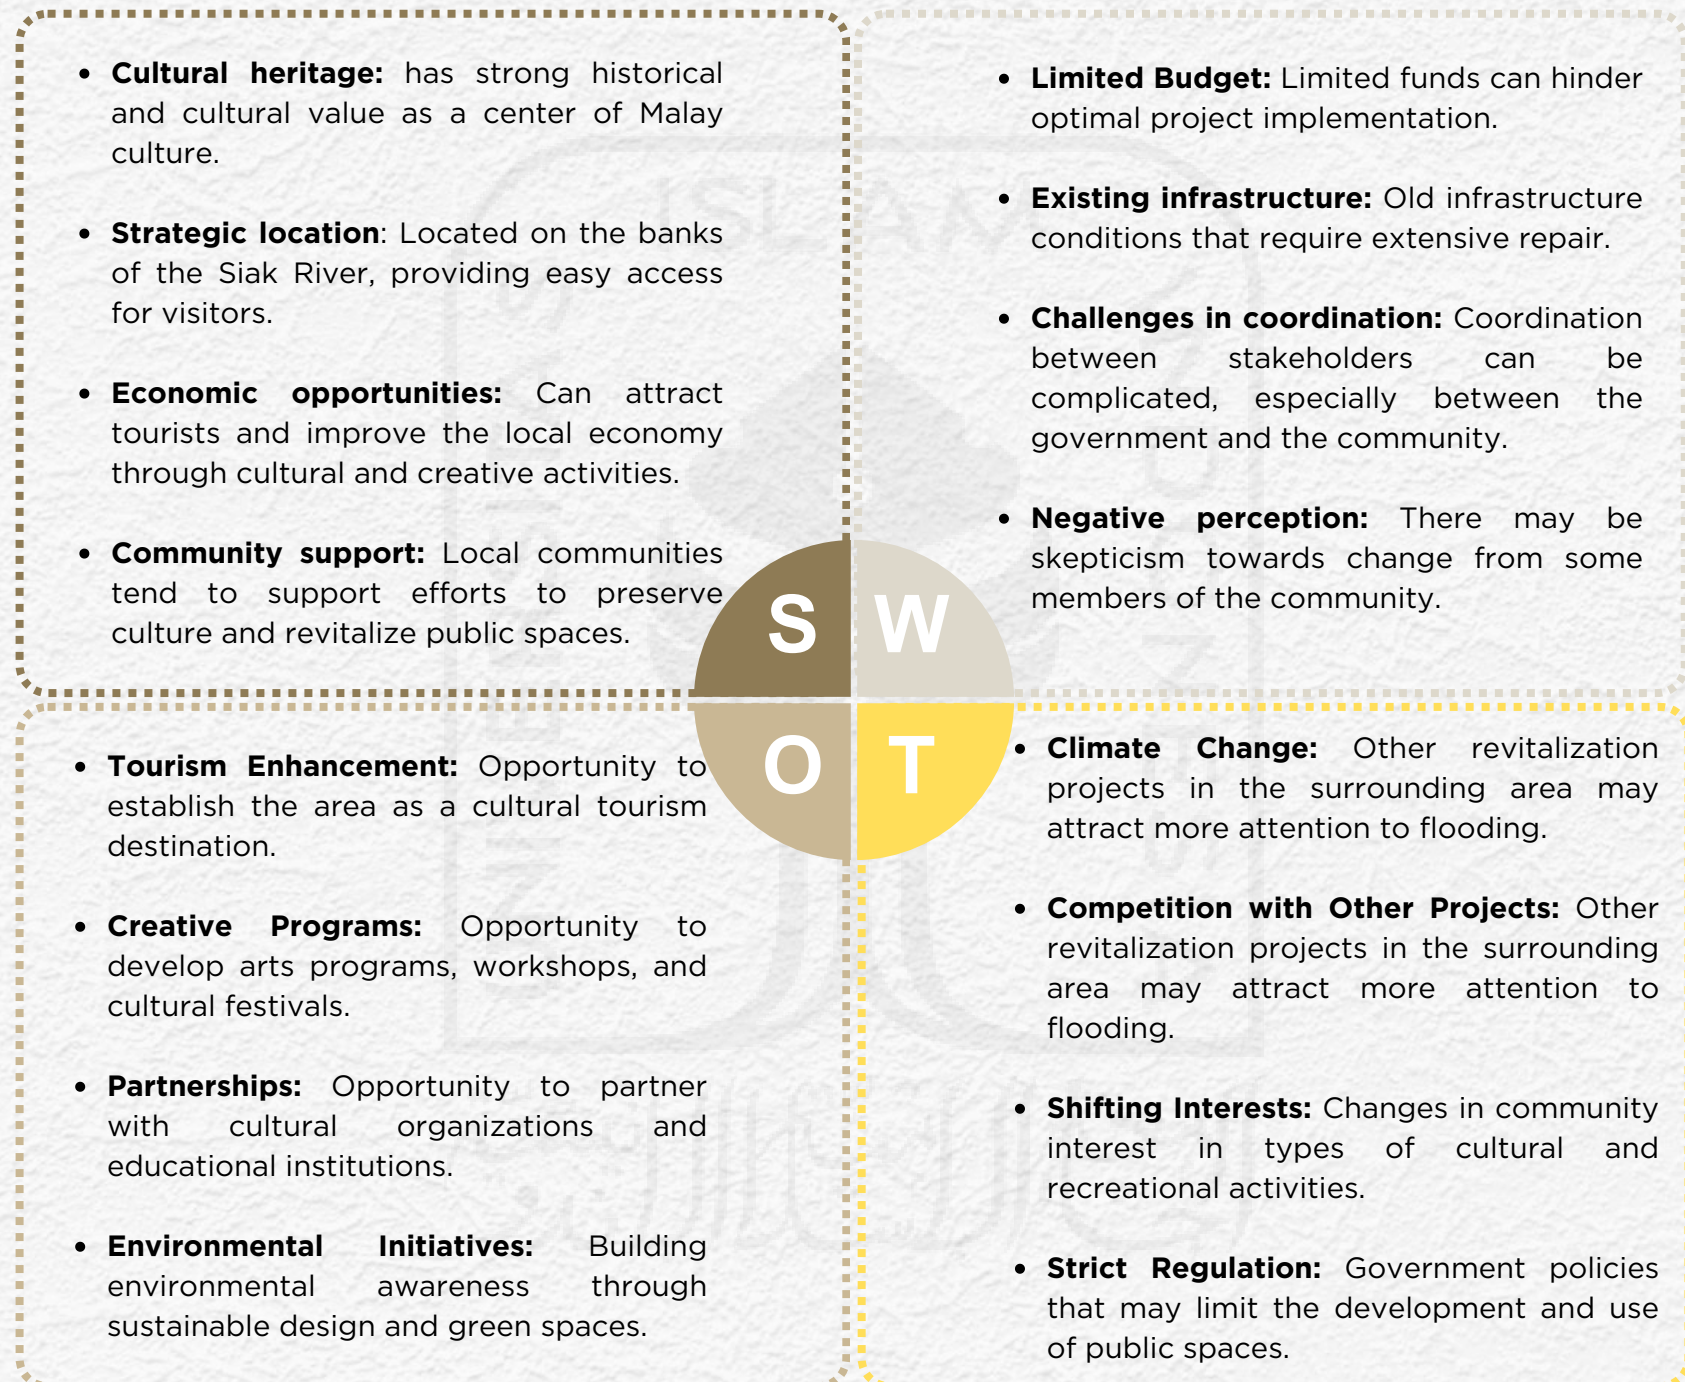 • Cultural heritage: has strong historical
and cultural value as a center of Malay
culture.
• Strategic location: Located on the banks
of the Siak River, providing easy access
for visitors.
• Economic opportunities: Can attract
tourists and improve the local economy
through cultural and creative activities.
• Community support: Local communities
tend to support efforts to preserve
culture and revitalize public spaces.
• Limited Budget: Limited funds can hinder
optimal project implementation.
• Existing infrastructure: Old infrastructure
conditions that require extensive repair.
• Challenges in coordination: Coordination
between stakeholders can be
complicated, especially between the
government and the community.
• Negative perception: There may be
skepticism towards change from some
members of the community.
S W
O T
• Tourism Enhancement: Opportunity to
establish the area as a cultural tourism
destination.
• Creative Programs: Opportunity to
develop arts programs, workshops, and
cultural festivals.
• Partnerships: Opportunity to partner
with cultural organizations and
educational institutions.
• Environmental Initiatives: Building
environmental awareness through
sustainable design and green spaces.
• Climate Change: Other revitalization
projects in the surrounding area may
attract more attention to flooding.
• Competition with Other Projects: Other
revitalization projects in the surrounding
area may attract more attention to
flooding.
• Shifting Interests: Changes in community
interest in types of cultural and
recreational activities.
• Strict Regulation: Government policies
that may limit the development and use
of public spaces.
ISLAM